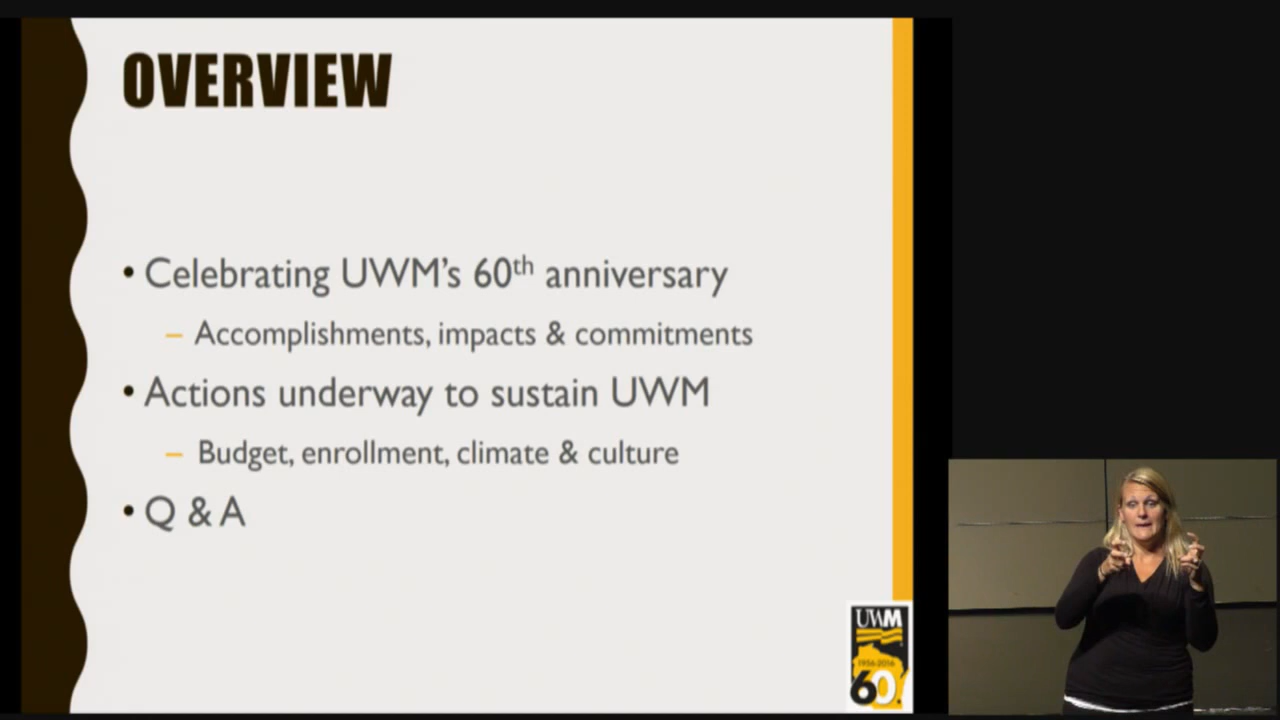 OVERVIEW
• Celebrating UWM's 60th anniversary
– Accomplishments, impacts & commitments
• Actions underway to sustain UWM
– Budget, enrollment, climate & culture
• Q & A
UWM
1956-2016
60